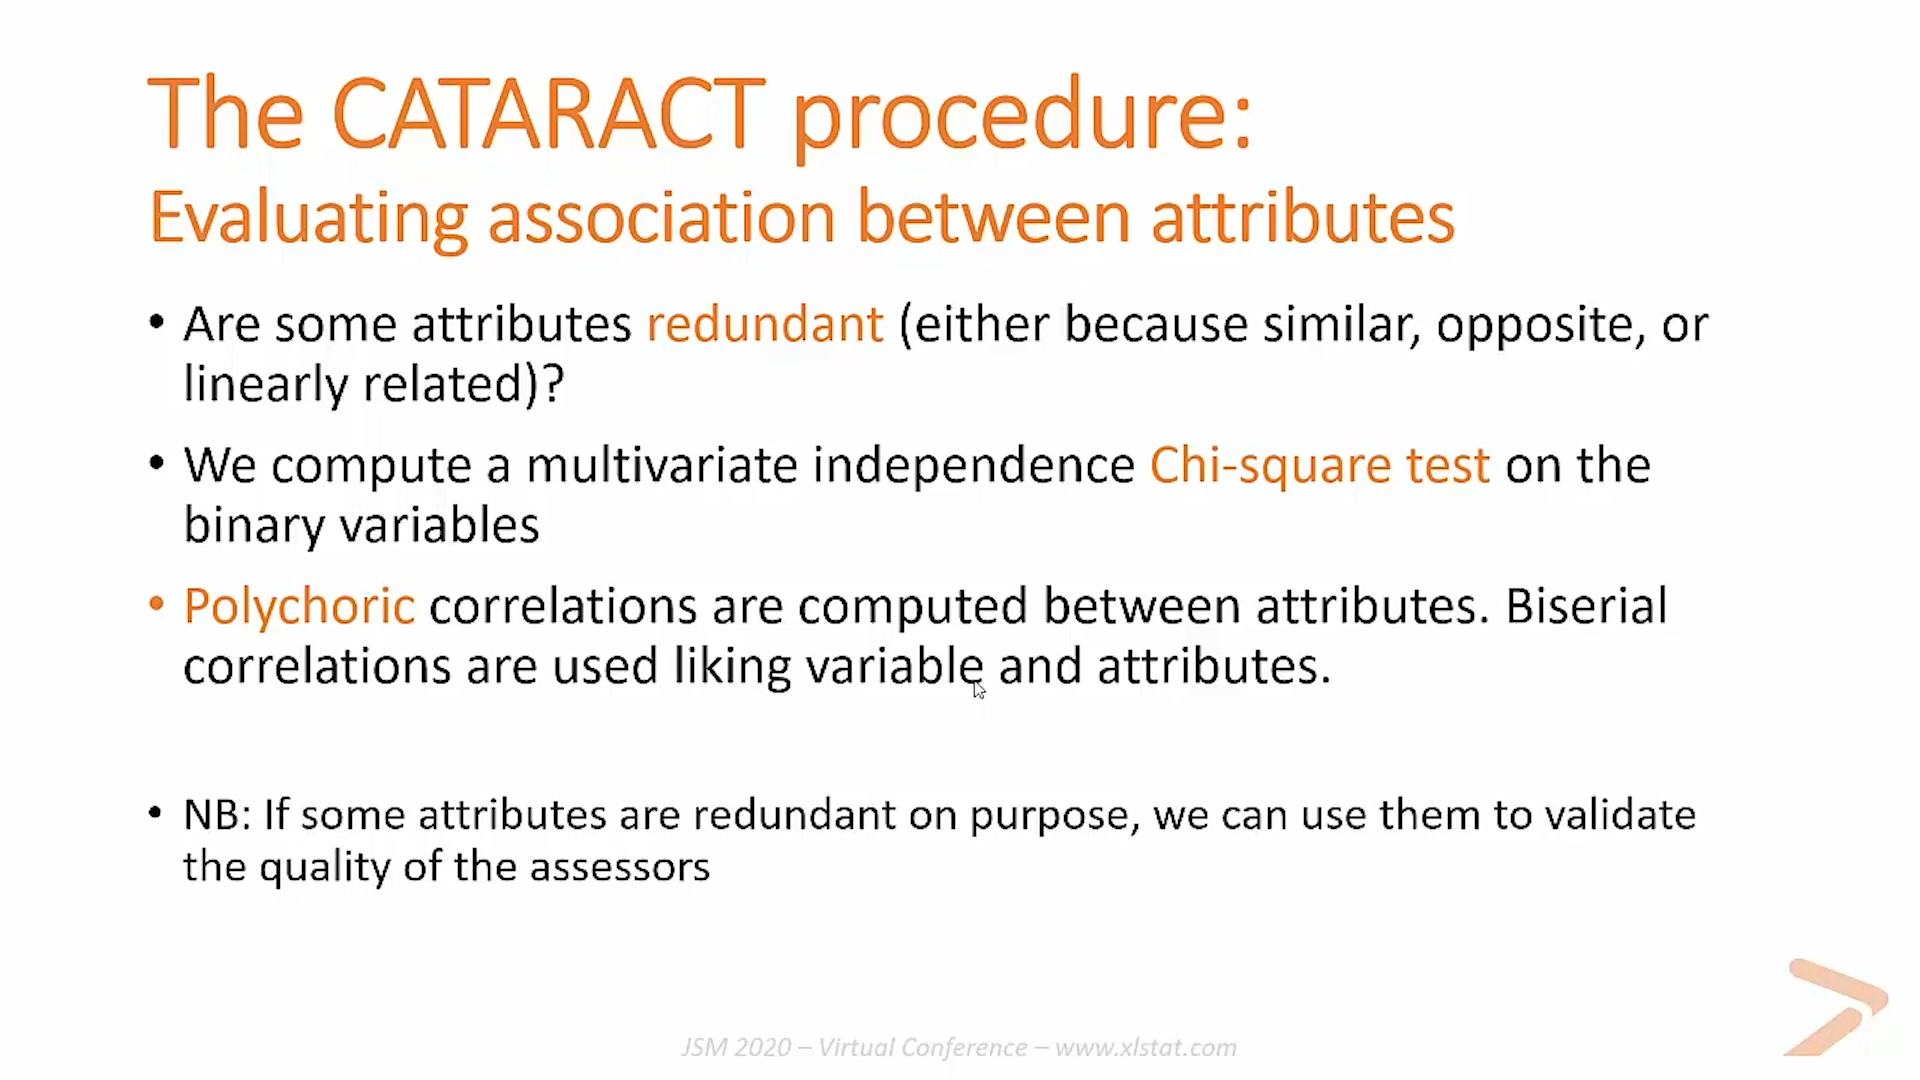 The CATARACT procedure:
Evaluating association between attributes
• Are some attributes redundant (either because similar, opposite, or
linearly related)?
• We compute a multivariate independence Chi-square test on the
binary variables
• Polychoric correlations are computed between attributes. Biserial
correlations are used liking variable and attributes.
• NB: If some attributes are redundant on purpose, we can use them to validate
the quality of the assessors
JSM 2020 – Virtual Conference – www.xlstat.com